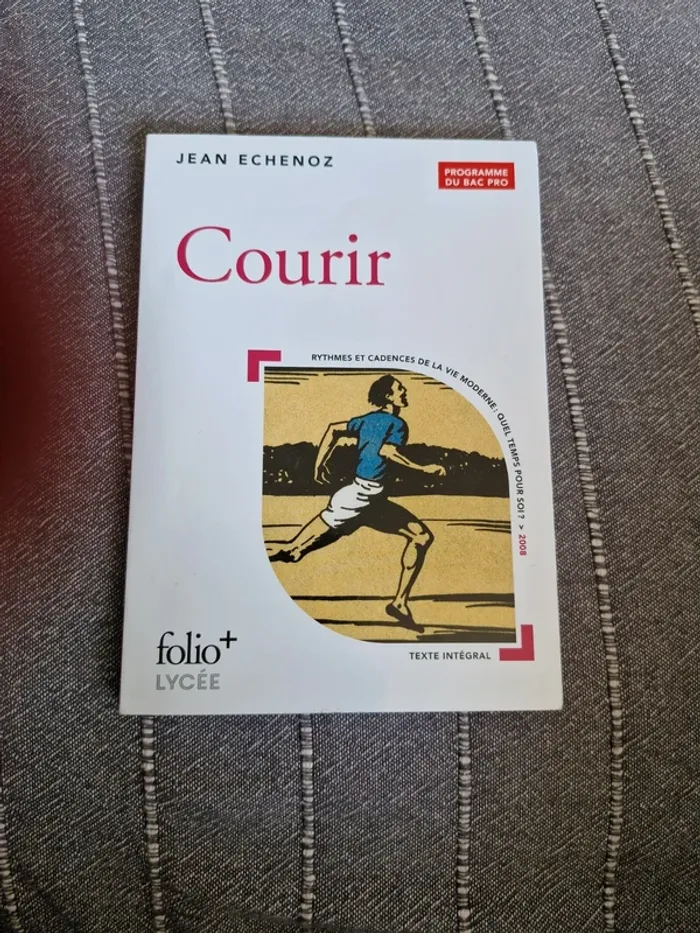 JEAN ECHENOZ
PROGRAMME
DU BAC PRO
Courir
RYTHMES ET CADENCES DE LA VIE MODERNE : QUEL TEMPS POUR SOI ? > 2008
folio+
LYCÉE
TEXTE INTÉGRAL